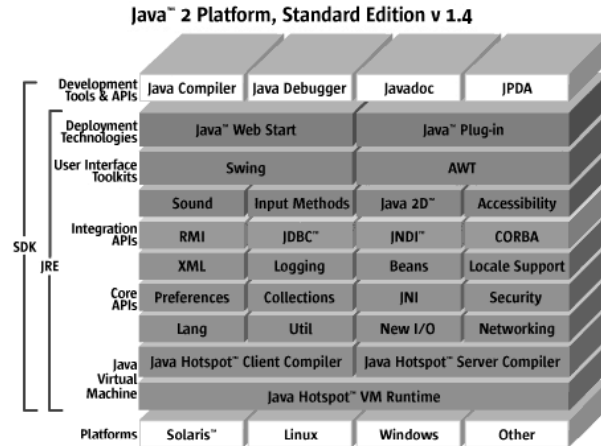 Java™ 2 Platform, Standard Edition v 1.4
Development
Tools & APIs
Java Compiler
Java Debugger
Javadoc
JPDA
Deployment
Technologies
Java™ Web Start
Java™ Plug-in
User Interface
Toolkits
Swing
AWT
Sound
Input Methods
Java 2D™
Accessibility
Integration
APIs
RMI
JDBC™
JNDI™
CORBA
SDK
JRE
XML
Logging
Beans
Locale Support
Core
APIs
Preferences
Collections
JNI
Security
Lang
Util
New I/O
Networking
Java
Virtual
Machine
Java Hotspot™ Client Compiler
Java Hotspot™ Server Compiler
Java Hotspot™ VM Runtime
Platforms
Solaris™
Linux
Windows
Other